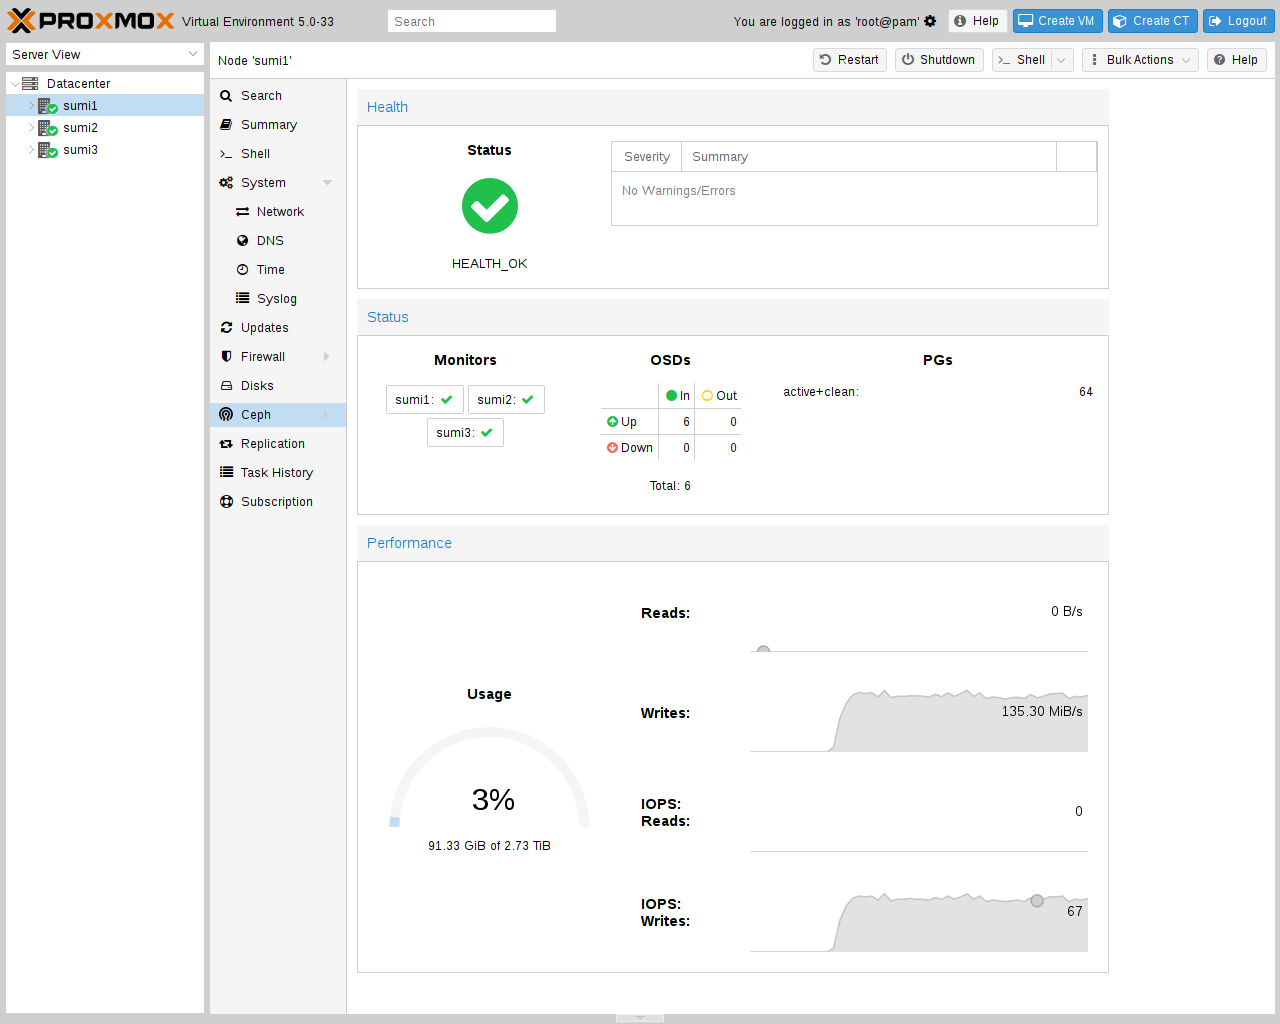 PROXMOX Virtual Environment 5.0-33
Search
You are logged in as 'root@pam'
Help
Create VM
Create CT
Logout
Server View
Datacenter
sumi1
sumi2
sumi3
Node 'sumi1'
Restart
Shutdown
Shell
Bulk Actions
Help
Search
Summary
Shell
System
Network
DNS
Time
Syslog
Updates
Firewall
Disks
Ceph
Replication
Task History
Subscription
Health
Status
HEALTH_OK
Severity
Summary
No Warnings/Errors
Status
Monitors
sumi1:
sumi2:
sumi3:
OSDs
In
Out
Up 6 0
Down 0 0
Total: 6
PGs
active+clean: 64
Performance
Usage
3%
91.33 GiB of 2.73 TiB
Reads: 0 B/s
Writes: 135.30 MiB/s
IOPS:
Reads: 0
IOPS:
Writes: 67